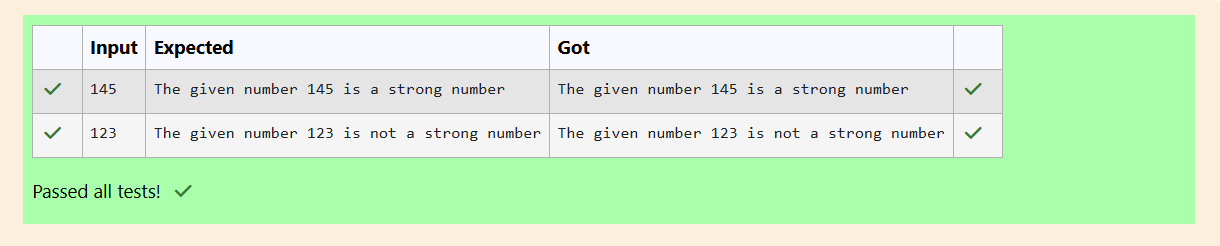 Input Expected Got
145 The given number 145 is a strong number The given number 145 is a strong number
123 The given number 123 is not a strong number The given number 123 is not a strong number
Passed all tests!